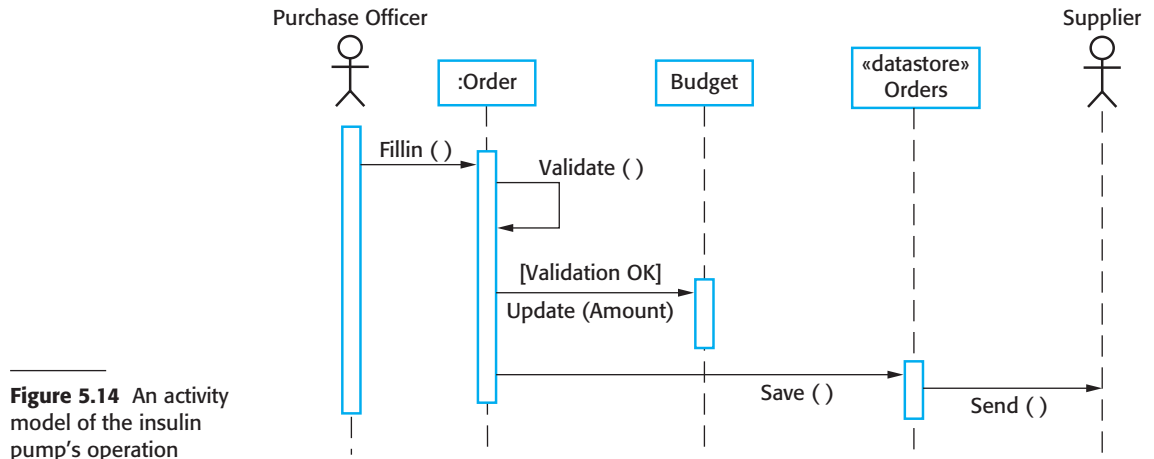 Purchase Officer
Supplier
:Order
Budget
«datastore»
Orders
Fillin ( )
Validate ( )
[Validation OK]
Update (Amount)
Save ( )
Send ( )
Figure 5.14 An activity
model of the insulin
pump's operation